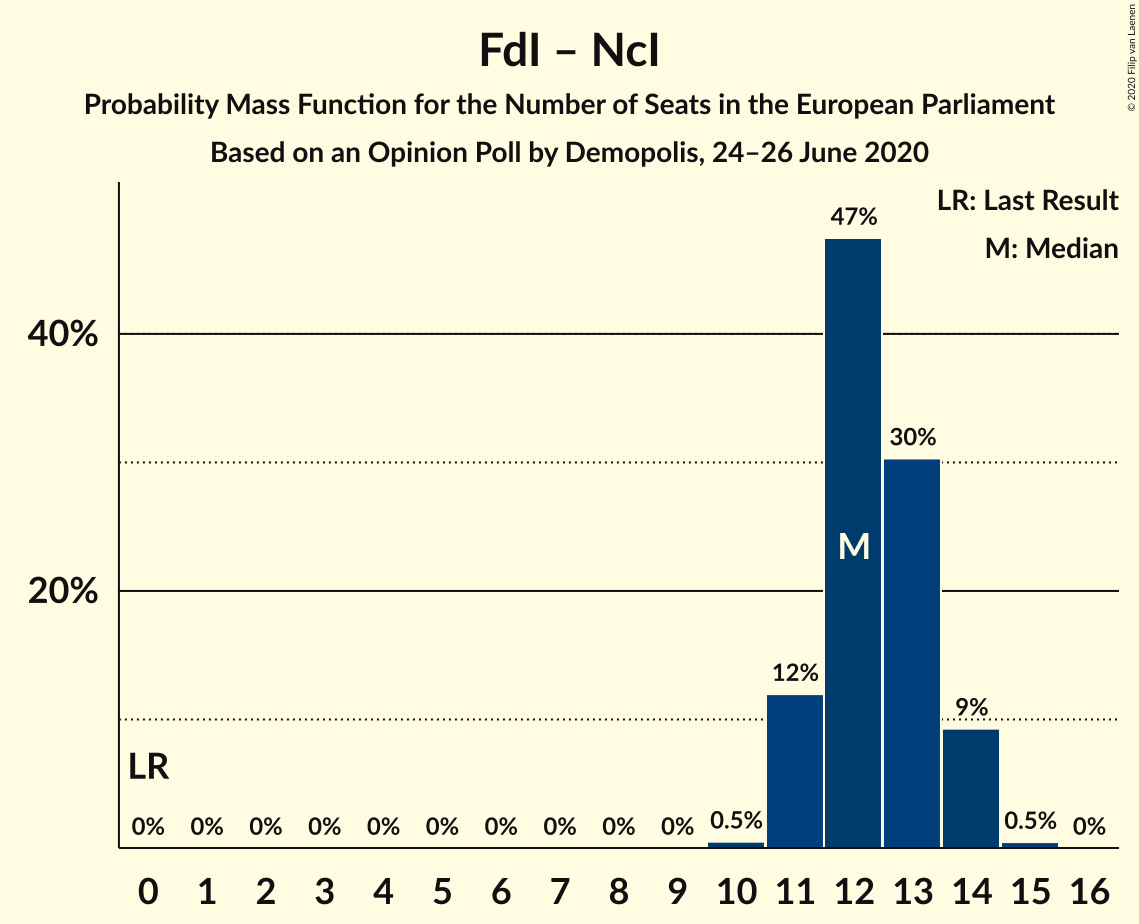 FdI – NcI
Probability Mass Function for the Number of Seats in the European Parliament
Based on an Opinion Poll by Demopolis, 24–26 June 2020
© 2020 Filip van Laenen
LR: Last Result
M: Median
47%
40%
30%
M
20%
12%
9%
LR
0% 0% 0% 0% 0% 0% 0% 0% 0% 0% 0.5% 0.5% 0%
0 1 2 3 4 5 6 7 8 9 10 11 12 13 14 15 16